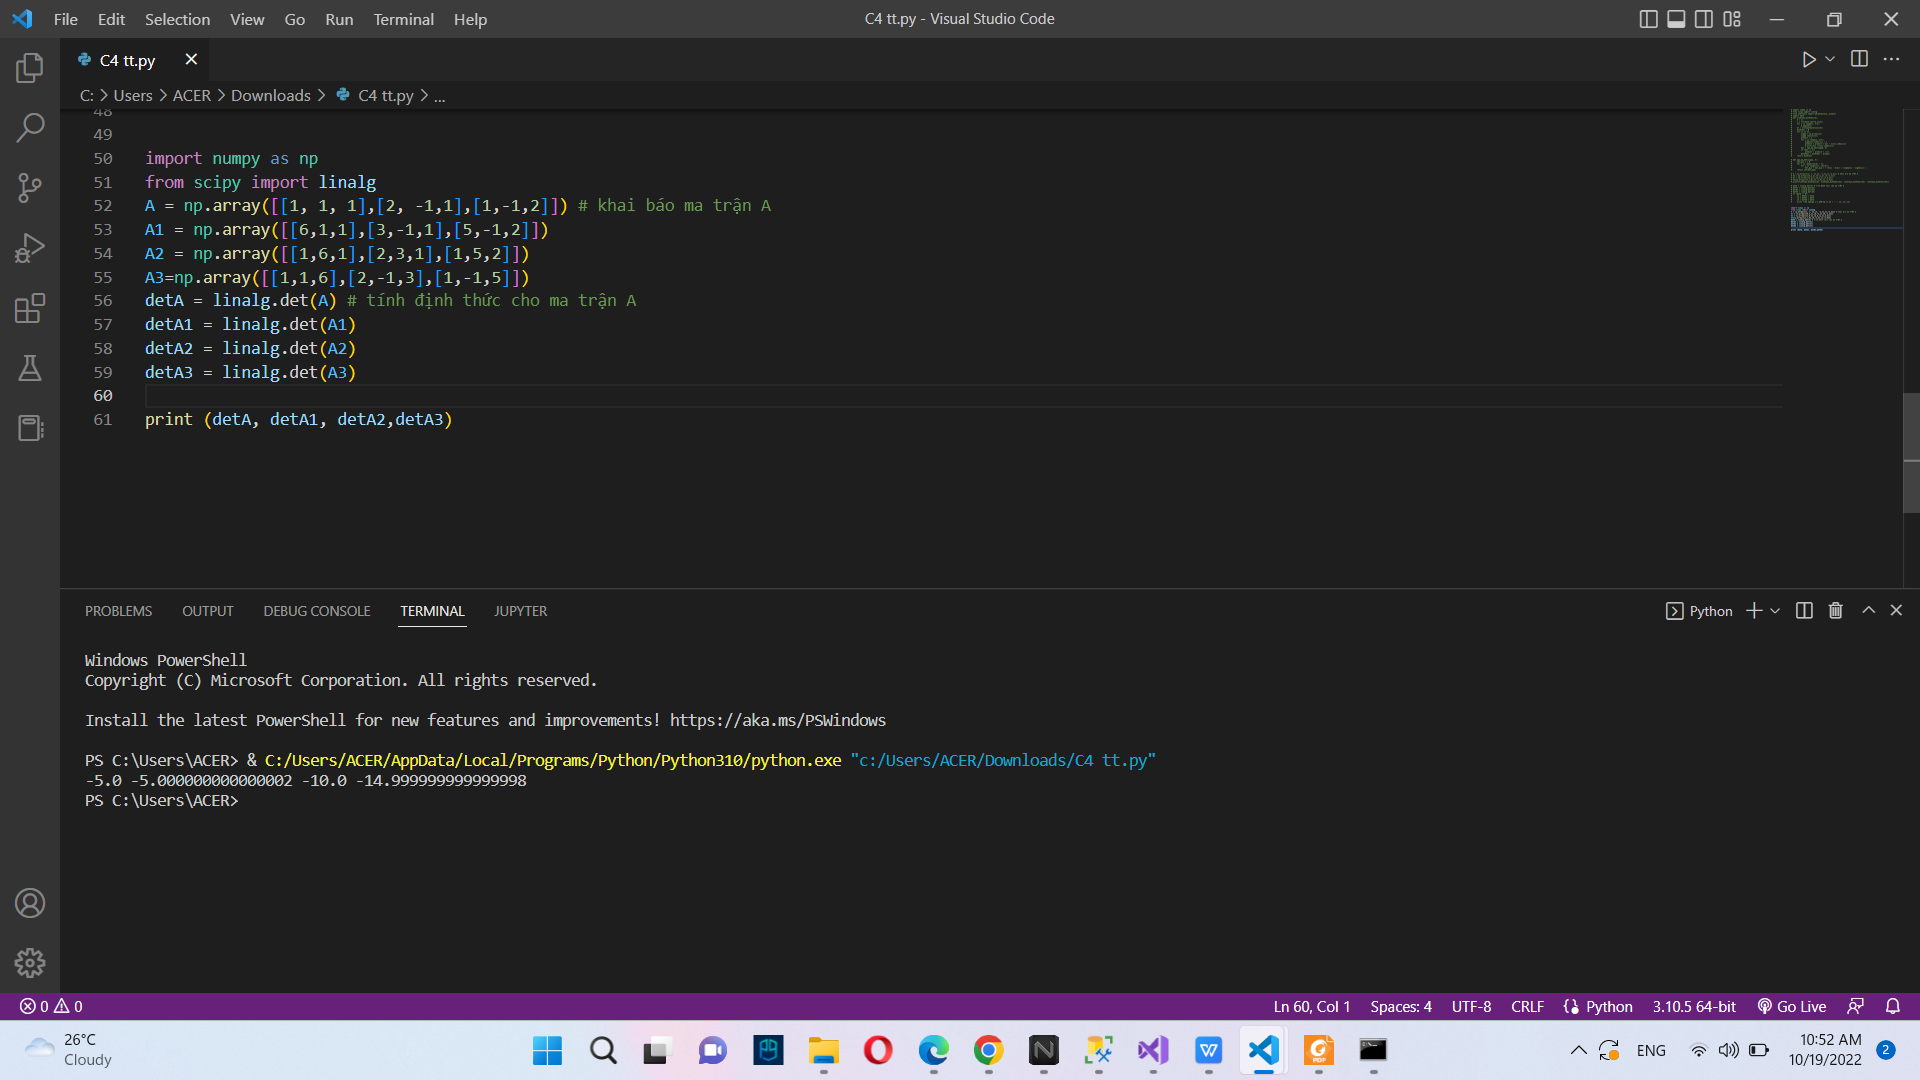 File Edit Selection View Go Run Terminal Help
C4 tt.py - Visual Studio Code
C4 tt.py
C: > Users > ACER > Downloads > C4 tt.py > ...
48
49
50 import numpy as np
51 from scipy import linalg
52 A = np.array([[1, 1, 1],[2, -1,1],[1,-1,2]]) # khai báo ma trận A
53 A1 = np.array([[6,1,1],[3,-1,1],[5,-1,2]])
54 A2 = np.array([[1,6,1],[2,3,1],[1,5,2]])
55 A3=np.array([[1,1,6],[2,-1,3],[1,-1,5]])
56 detA = linalg.det(A) # tính định thức cho ma trận A
57 detA1 = linalg.det(A1)
58 detA2 = linalg.det(A2)
59 detA3 = linalg.det(A3)
60
61 print (detA, detA1, detA2,detA3)
PROBLEMS OUTPUT DEBUG CONSOLE TERMINAL JUPYTER
Python
Windows PowerShell
Copyright (C) Microsoft Corporation. All rights reserved.
Install the latest PowerShell for new features and improvements! https://aka.ms/PSWindows
PS C:\Users\ACER> & C:/Users/ACER/AppData/Local/Programs/Python/Python310/python.exe "c:/Users/ACER/Downloads/C4 tt.py"
-5.0 -5.000000000000002 -10.0 -14.999999999999998
PS C:\Users\ACER>
0 0
Ln 60, Col 1 Spaces: 4 UTF-8 CRLF Python 3.10.5 64-bit Go Live
26°C
Cloudy
ENG
10:52 AM
10/19/2022
2